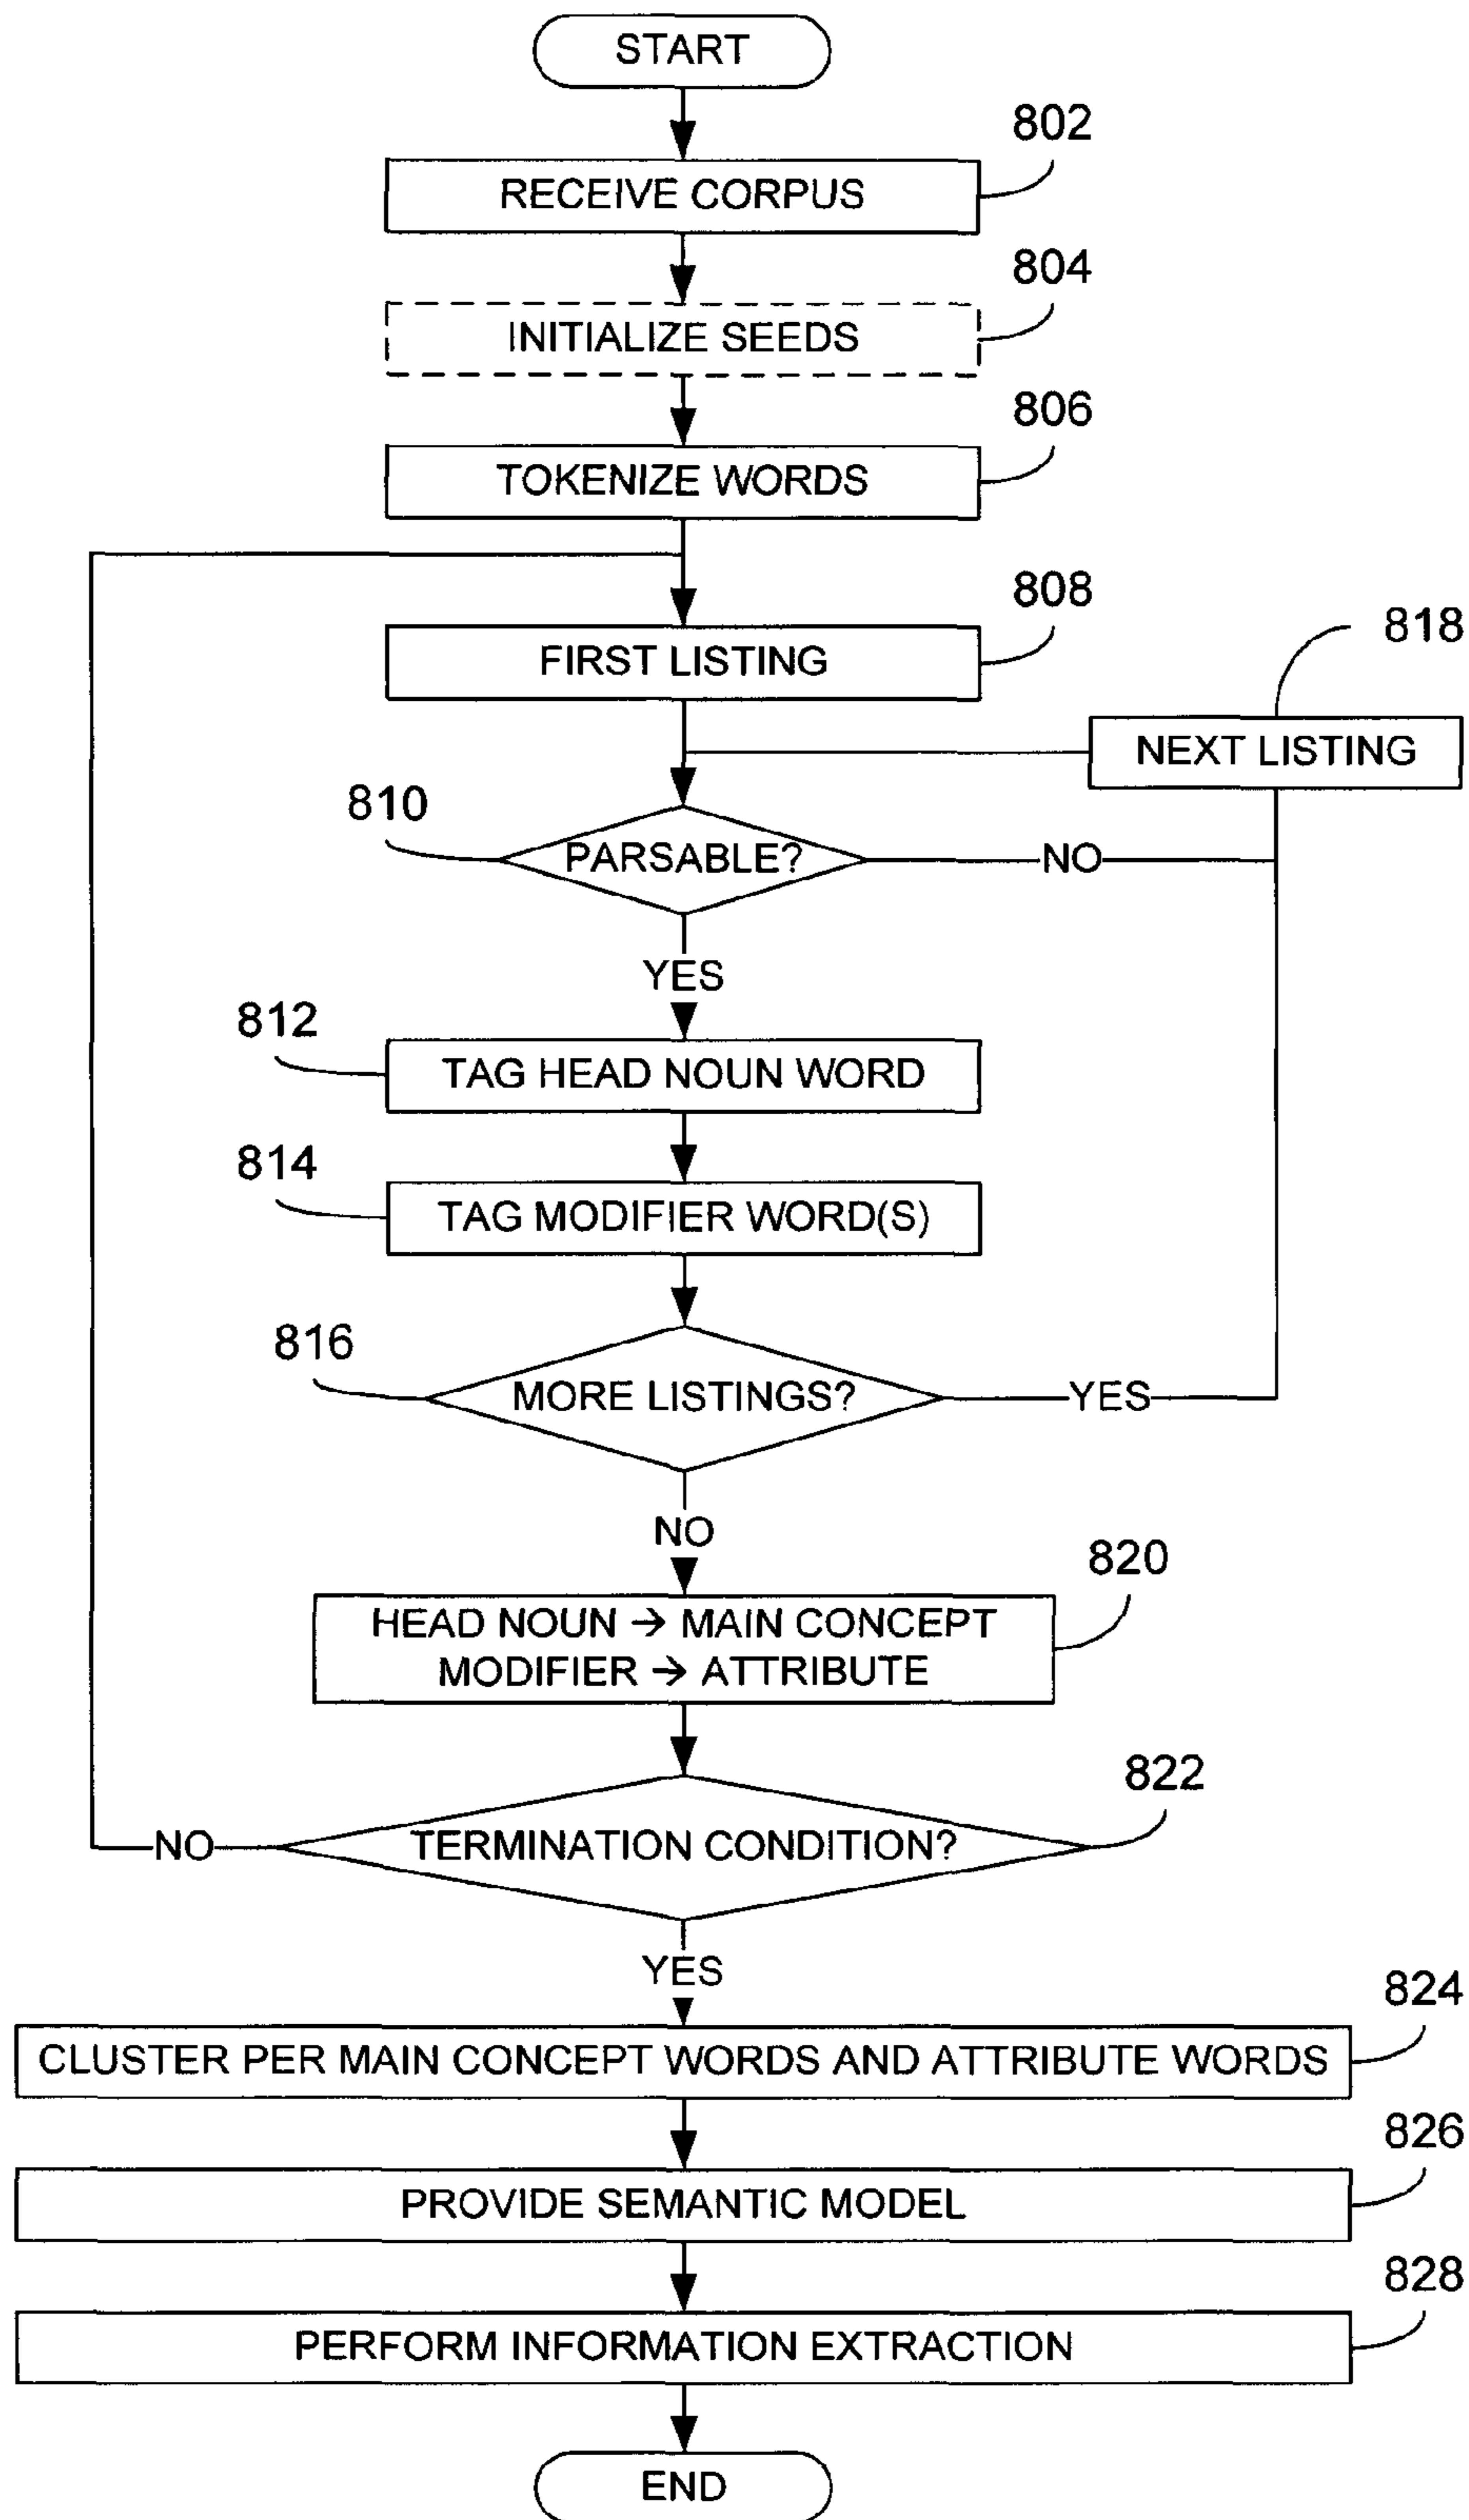 START
802
RECEIVE CORPUS
804
INITIALIZE SEEDS
806
TOKENIZE WORDS
808
FIRST LISTING
818
NEXT LISTING
810
PARSABLE?
NO
YES
812
TAG HEAD NOUN WORD
814
TAG MODIFIER WORD(S)
816
MORE LISTINGS?
YES
NO
820
HEAD NOUN → MAIN CONCEPT
MODIFIER → ATTRIBUTE
822
TERMINATION CONDITION?
NO
YES
824
CLUSTER PER MAIN CONCEPT WORDS AND ATTRIBUTE WORDS
826
PROVIDE SEMANTIC MODEL
828
PERFORM INFORMATION EXTRACTION
END